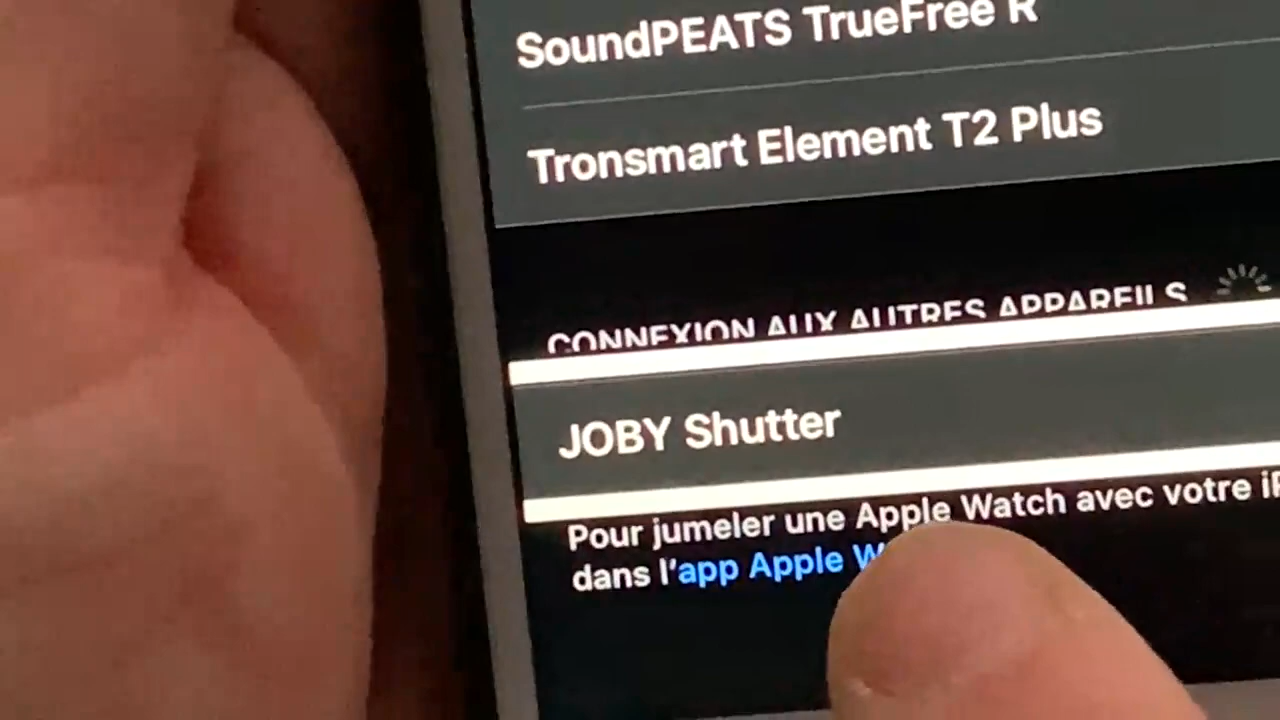 SoundPEATS TrueFree R
Tronsmart Element T2 Plus
CONNEXION AUX AUTRES APPAREILS
JOBY Shutter
Pour jumeler une Apple Watch avec votre
dans l'app Apple